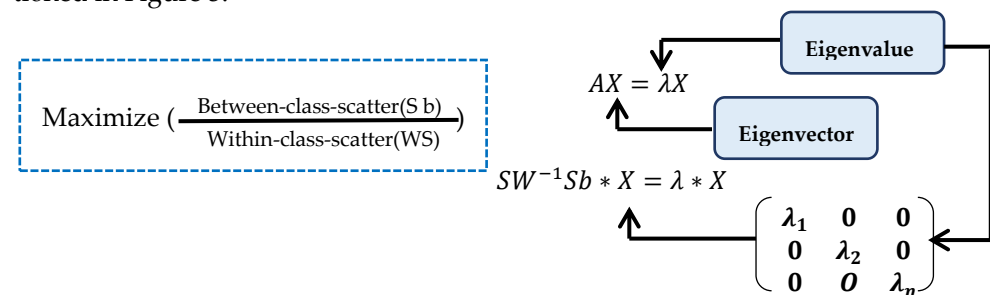 Maximize ( Between-class-scatter(S b) / Within-class-scatter(WS) )
Eigenvalue
AX = λX
Eigenvector
SW⁻¹Sb ∗ X = λ ∗ X
λ₁ 0 0
0 λ₂ 0
0 O λₙ